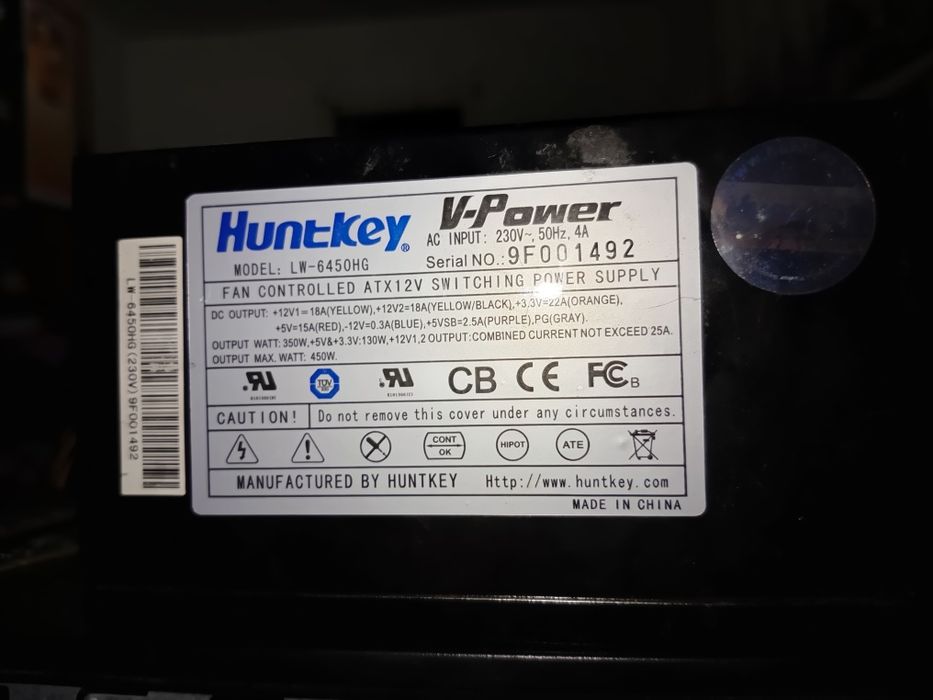 Huntkey®
V-Power
MODEL: LW-6450HG
AC INPUT: 230V~, 50Hz, 4A
Serial NO.: 9F001492
FAN CONTROLLED ATX12V SWITCHING POWER SUPPLY
DC OUTPUT: +12V1=18A(YELLOW),+12V2=18A(YELLOW/BLACK),+3.3V=22A(ORANGE),
+5V=15A(RED),-12V=0.3A(BLUE),+5VSB=2.5A(PURPLE),PG(GRAY).
OUTPUT WATT: 350W,+5V&+3.3V:130W,+12V1,2 OUTPUT:COMBINED CURRENT NOT EXCEED 25A.
OUTPUT MAX. WATT: 450W.
TUV
CB CE FC B
CAUTION! Do not remove this cover under any circumstances.
CONT
OK
HIPOT
ATE
MANUFACTURED BY HUNTKEY Http://www.huntkey.com
MADE IN CHINA
LW-6450HG(230V)9F001492